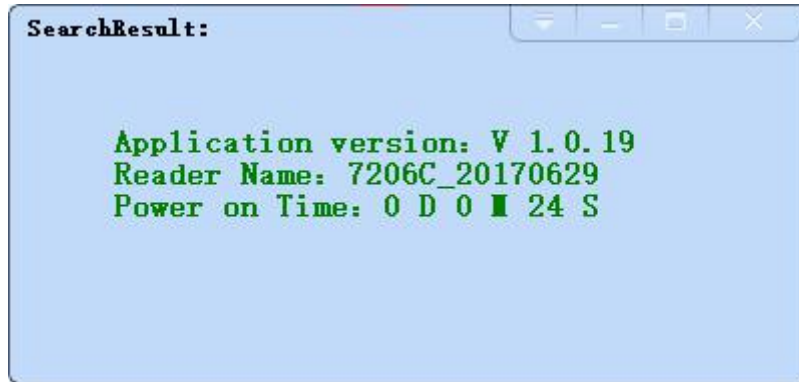 SearchResult:
Application version: V 1.0.19
Reader Name: 7206C_20170629
Power on Time: 0 D 0 M 24 S